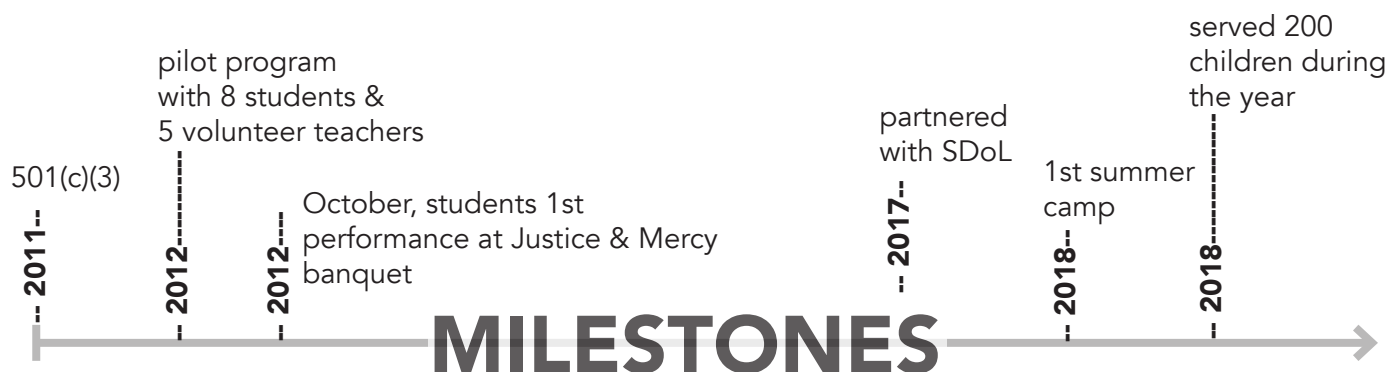 501(c)(3)
2011
pilot program
with 8 students &
5 volunteer teachers
2012
October, students 1st
performance at Justice & Mercy
banquet
2012
partnered
with SDoL
2017
1st summer
camp
2018
served 200
children during
the year
2018
MILESTONES